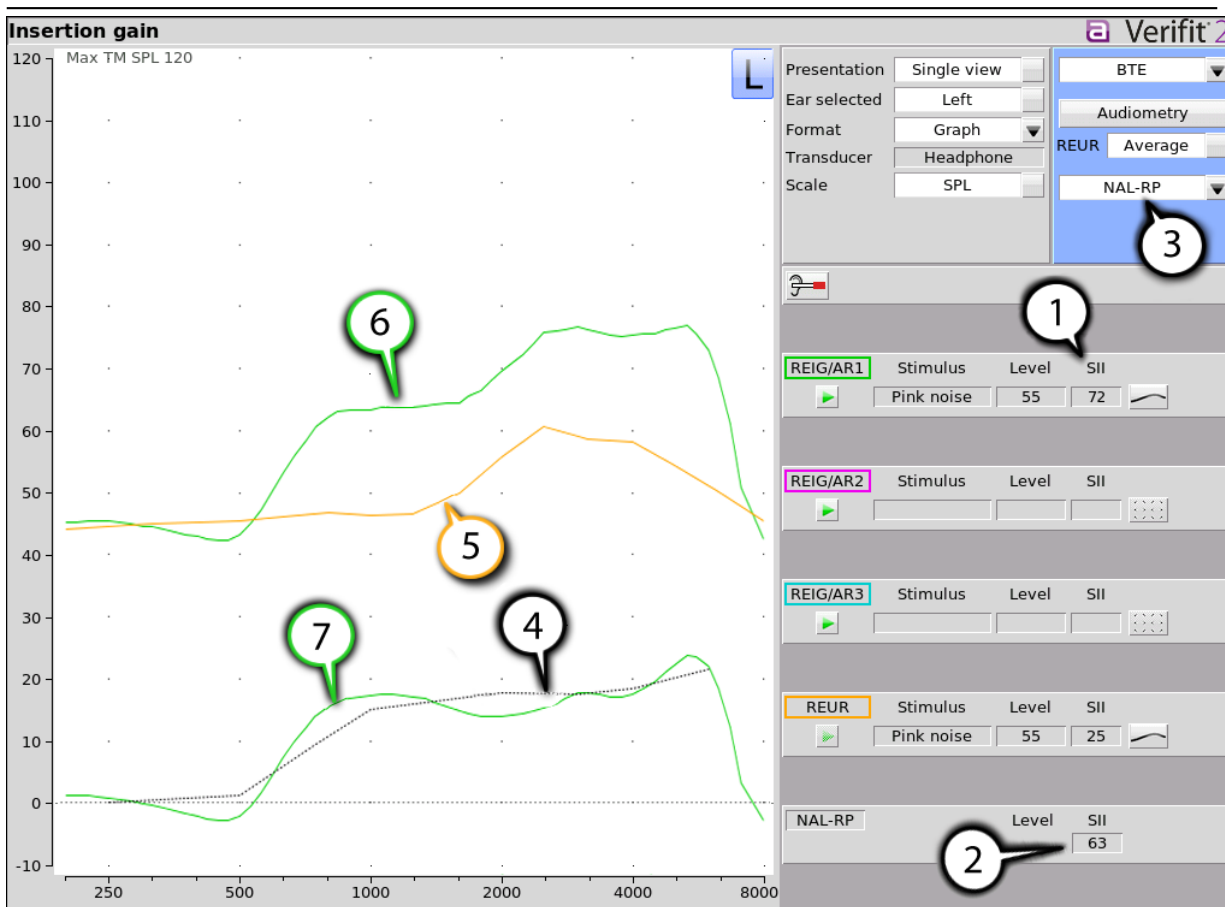 Insertion gain
a Verifit 2
Max TM SPL 120
L
120
110
100
90
80
70
60
50
40
30
20
10
0
-10
250 500 1000 2000 4000 8000
6
5
7
4
Presentation Single view
Ear selected Left
Format Graph
Transducer Headphone
Scale SPL
BTE
Audiometry
REUR Average
NAL-RP
3
1
REIG/AR1 Stimulus Level SII
Pink noise 55 72
REIG/AR2 Stimulus Level SII
REIG/AR3 Stimulus Level SII
REUR Stimulus Level SII
Pink noise 55 25
NAL-RP Level SII
63
2